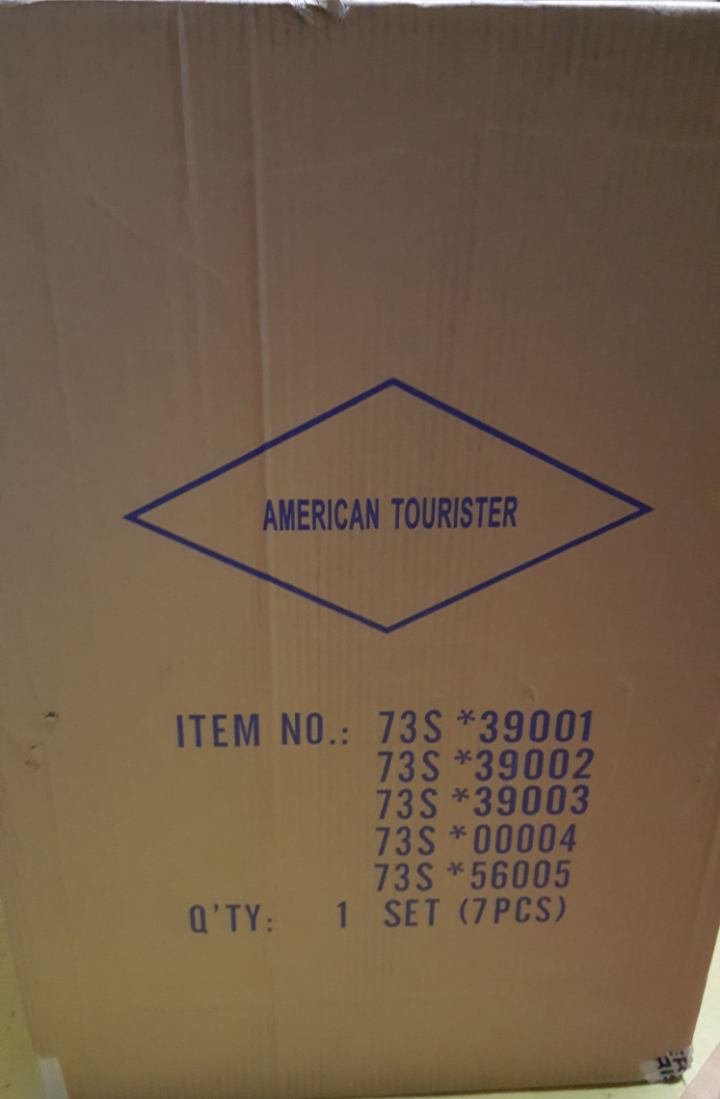 AMERICAN TOURISTER
ITEM NO.: 73S *39001
73S *39002
73S *39003
73S *00004
73S *56005
Q'TY: 1 SET (7PCS)